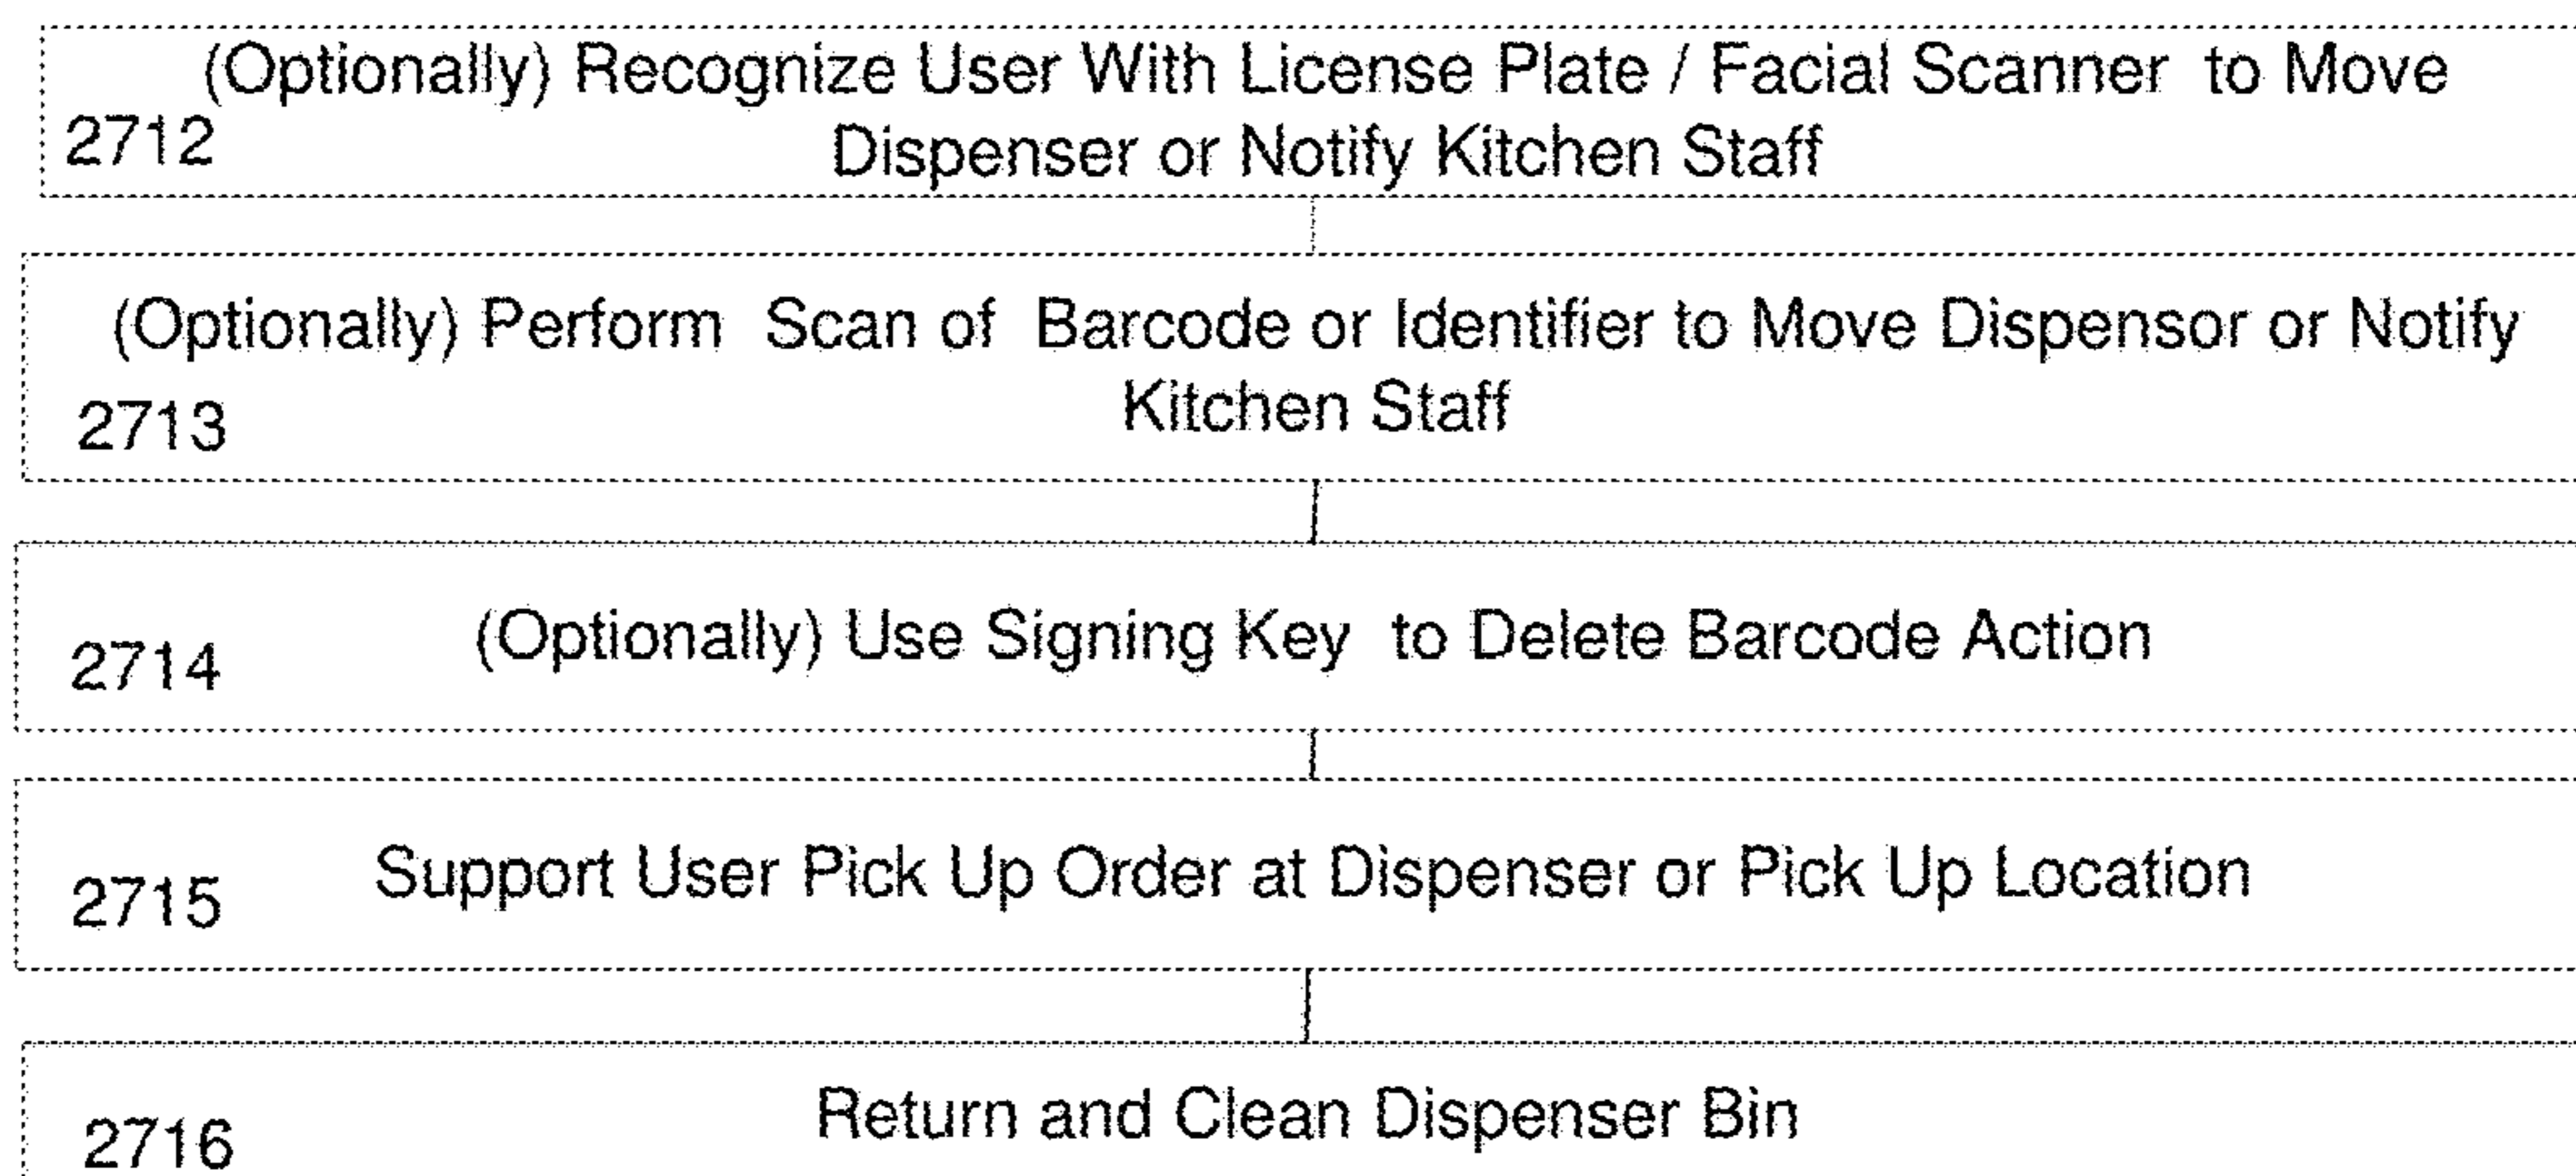 (Optionally) Recognize User With License Plate / Facial Scanner to Move
2712
Dispenser or Notify Kitchen Staff
(Optionally) Perform Scan of Barcode or Identifier to Move Dispensor or Notify
Kitchen Staff
2713
(Optionally) Use Signing Key to Delete Barcode Action
2714
Support User Pick Up Order at Dispenser or Pick Up Location
2715
Return and Clean Dispenser Bin
2716